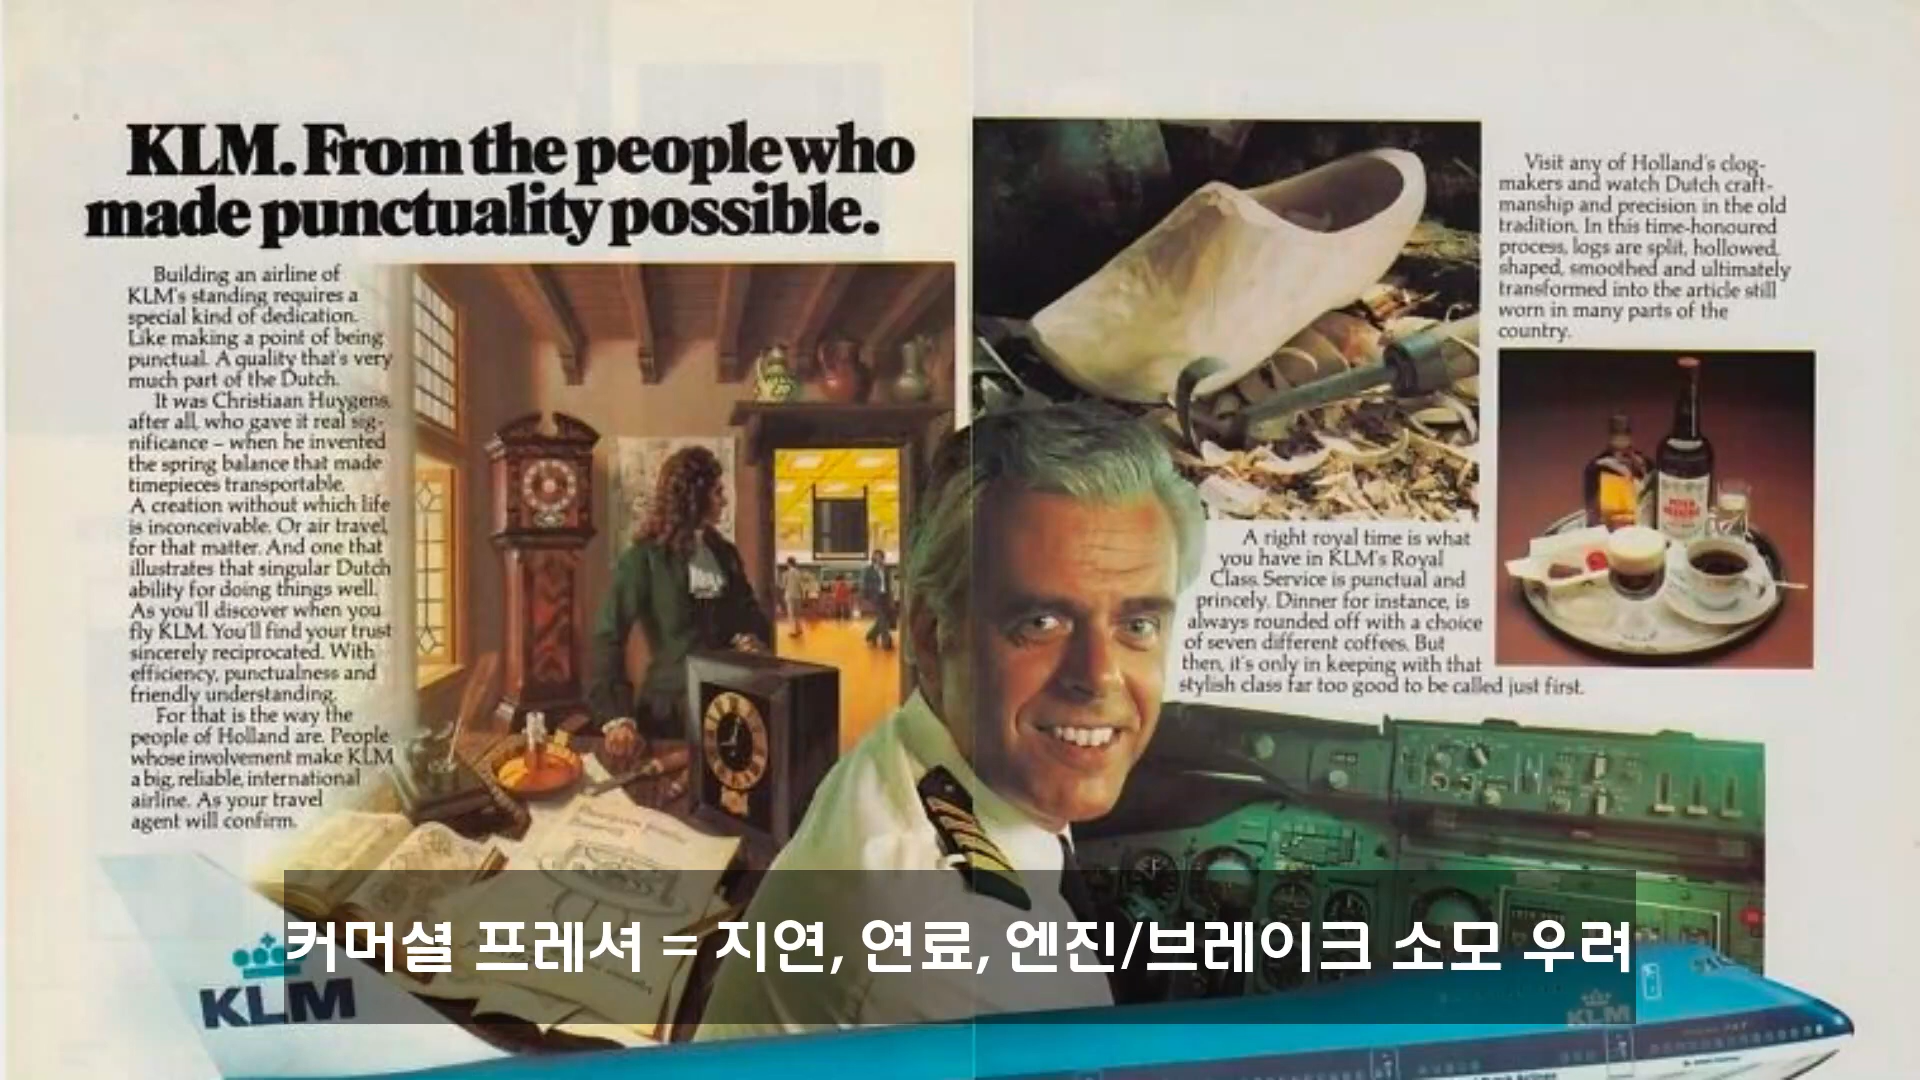 KLM. From the people who
made punctuality possible.
Building an airline of
KLM's standing requires a
special kind of dedication.
Like making a point of being
punctual. A quality that's very
much part of the Dutch.
It was Christiaan Huygens,
after all, who gave it real sig-
nificance – when he invented
the spring balance that made
timepieces transportable.
A creation without which life
is inconceivable. Or air travel,
for that matter. And one that
illustrates that singular Dutch
ability for doing things well.
As you'll discover when you
fly KLM. You'll find your trust
sincerely reciprocated. With
efficiency, punctualness and
friendly understanding.
For that is the way the
people of Holland are. People
whose involvement make KLM
a big, reliable, international
airline. As your travel
agent will confirm.
Visit any of Holland's clog-
makers and watch Dutch craft-
manship and precision in the old
tradition. In this time-honoured
process, logs are split, hollowed,
shaped, smoothed and ultimately
transformed into the article still
worn in many parts of the
country.
A right royal time is what
you have in KLM's Royal
Class. Service is punctual and
princely. Dinner for instance, is
always rounded off with a choice
of seven different coffees. But
then, it's only in keeping with that
stylish class far too good to be called just first.
커머셜 프레셔 = 지연, 연료, 엔진/브레이크 소모 우려
KLM
KLM